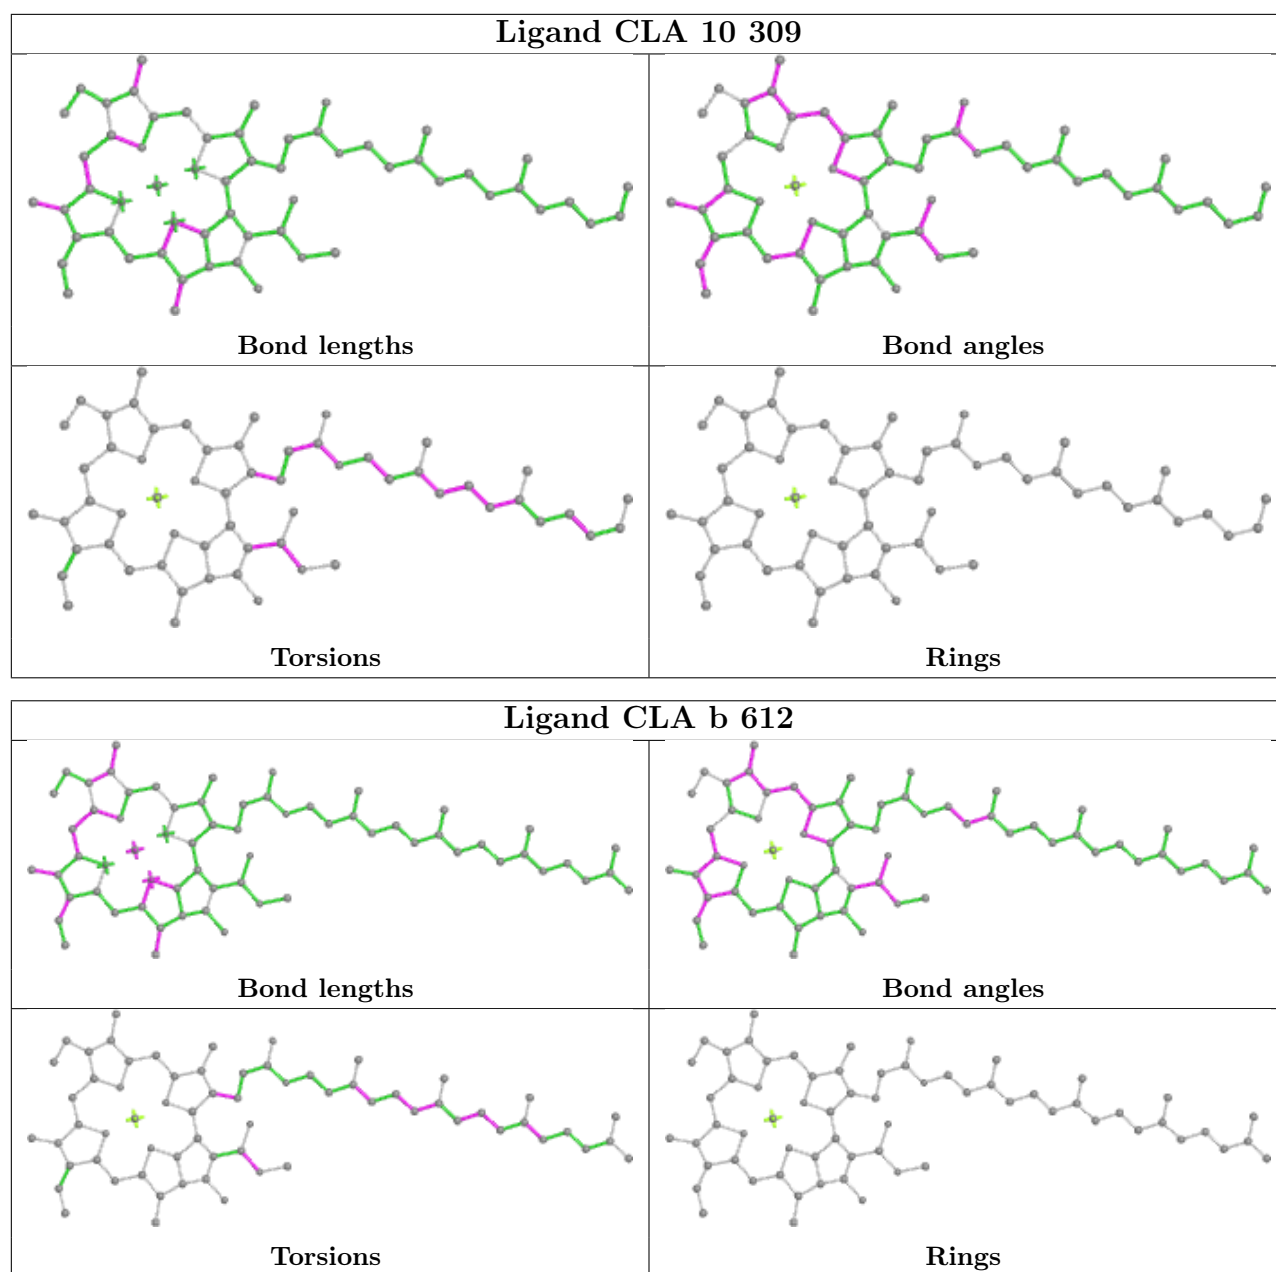 Ligand CLA 10 309
Bond lengths
Bond angles
Torsions
Rings
Ligand CLA b 612
Bond lengths
Bond angles
Torsions
Rings